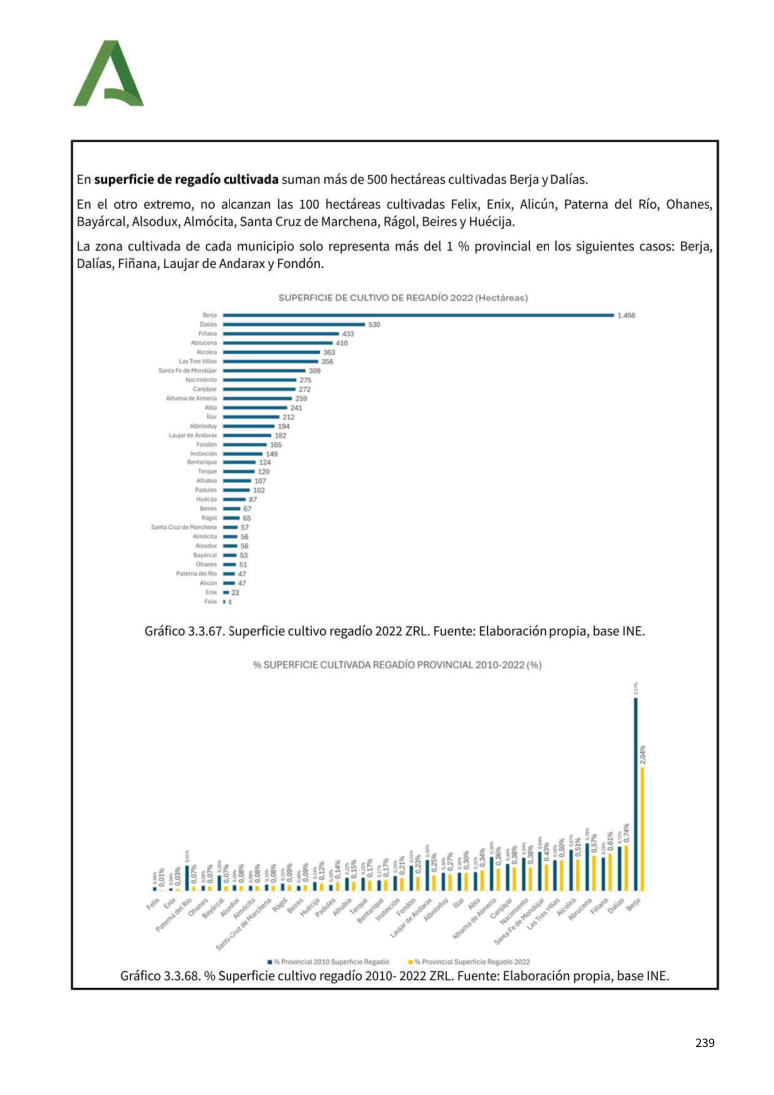 En superficie de regadío cultivada suman más de 500 hectáreas cultivadas Berja y Dalías.
En el otro extremo, no alcanzan las 100 hectáreas cultivadas Felix, Enix, Alicún, Paterna del Río, Ohanes,
Bayárcal, Alsodux, Almócita, Santa Cruz de Marchena, Rágol, Beires y Huécija.
La zona cultivada de cada municipio solo representa más del 1 % provincial en los siguientes casos: Berja,
Dalías, Fiñana, Laujar de Andarax y Fondón.
SUPERFICIE DE CULTIVO DE REGADÍO 2022 (Hectáreas)
Berja 1.456
Dalías 530
Fiñana 433
Abrucena 410
Alcolea 363
Las Tres Villas 356
Santa Fe de Mondújar 309
Nacimiento 275
Canjáyar 272
Alhama de Almería 259
Abla 241
Íllar 212
Alboloduy 194
Laujar de Andarax 182
Fondón 165
Instinción 149
Bentarique 124
Terque 120
Alhabia 107
Padules 102
Huécija 87
Beires 67
Rágol 65
Santa Cruz de Marchena 57
Almócita 56
Alsodux 56
Bayárcal 53
Ohanes 51
Paterna del Río 47
Alicún 47
Enix 22
Felix
Gráfico 3.3.67. Superficie cultivo regadío 2022 ZRL. Fuente: Elaboración propia, base INE.
% SUPERFICIE CULTIVADA REGADÍO PROVINCIAL 2010-2022 (%)
0,01%
0,03%
0,07%
0,07%
0,07%
0,08%
0,08%
0,08%
0,09%
0,09%
0,12%
0,14%
0,15%
0,17%
0,17%
0,21%
0,23%
0,25%
0,27%
0,30%
0,34%
0,36%
0,38%
0,38%
0,43%
0,50%
0,51%
0,57%
0,61%
0,74%
2,04%
Felix
Enix
Paterna del Río
Ohanes
Bayárcal
Alsodux
Almócita
Santa Cruz de Marchena
Rágol
Beires
Huécija
Padules
Alhabia
Terque
Bentarique
Instinción
Fondón
Laujar de Andarax
Alboloduy
Íllar
Abla
Alhama de Almería
Canjáyar
Nacimiento
Santa Fe de Mondújar
Las Tres Villas
Alcolea
Abrucena
Fiñana
Dalías
Berja
% Provincial 2010 Superficie Regadío % Provincial Superficie Regadío 2022
Gráfico 3.3.68. % Superficie cultivo regadío 2010- 2022 ZRL. Fuente: Elaboración propia, base INE.
239